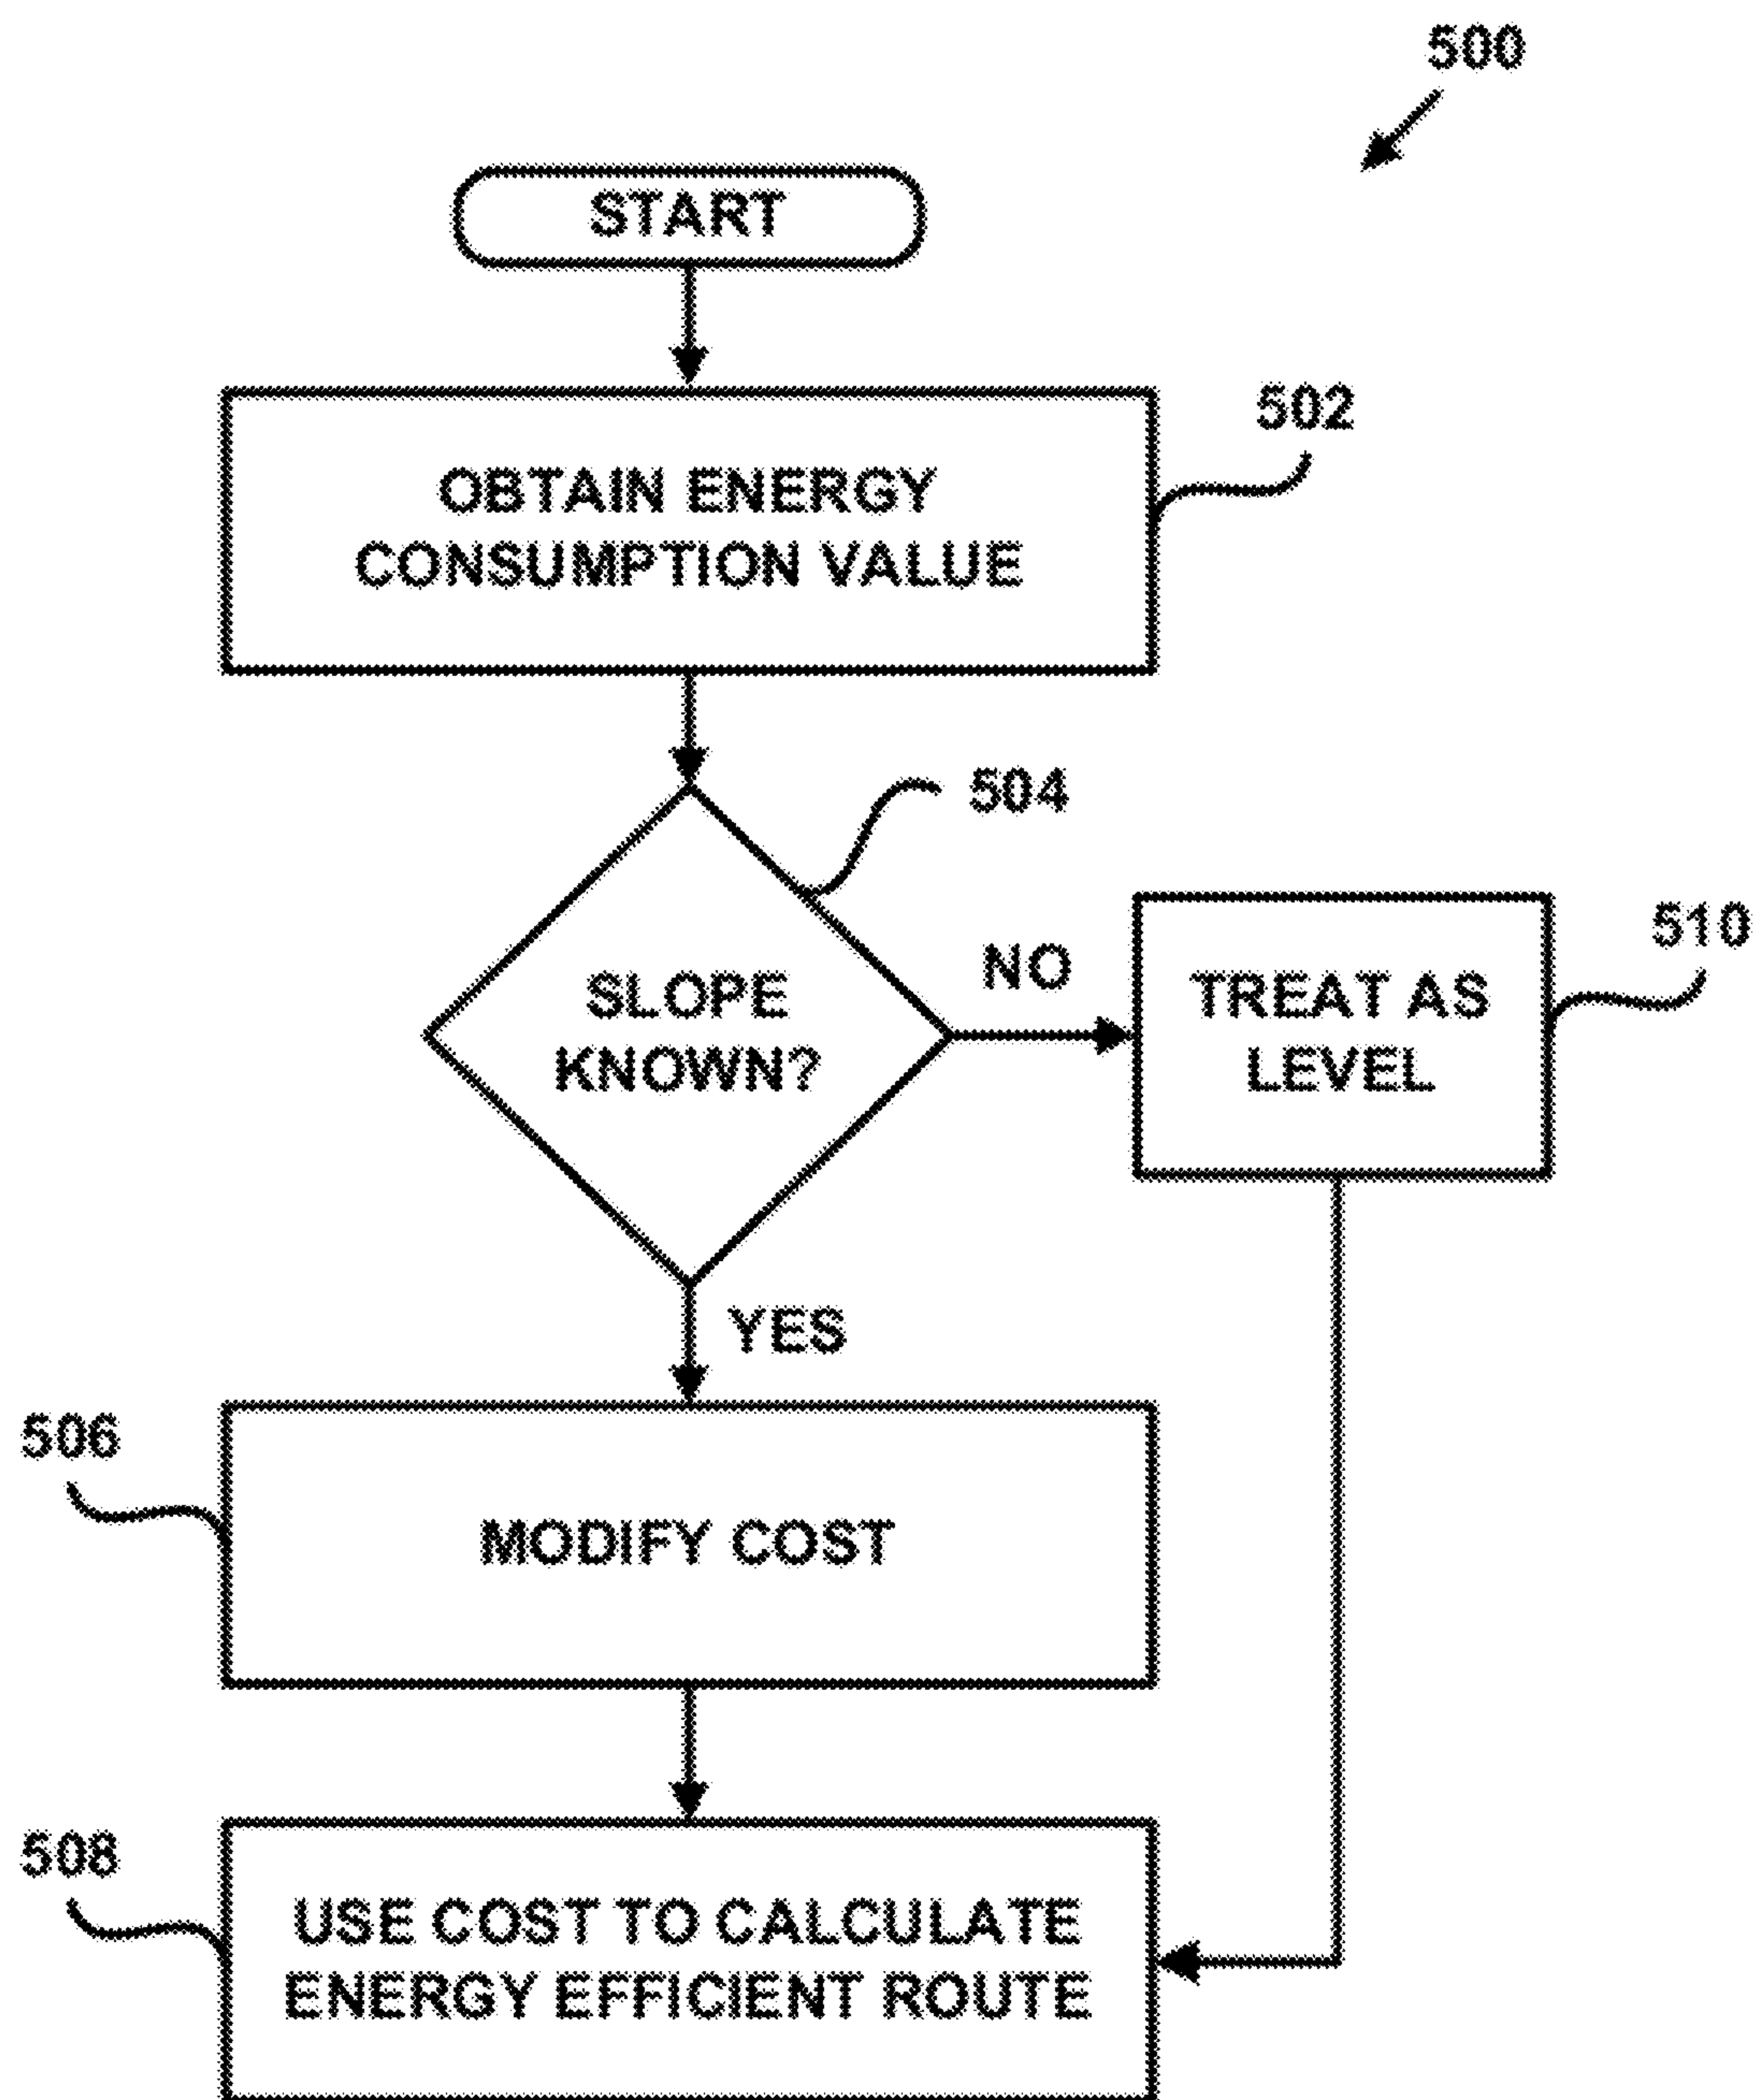 500
START
OBTAIN ENERGY
CONSUMPTION VALUE
502
504
SLOPE
KNOWN?
NO
TREAT AS
LEVEL
510
YES
506
MODIFY COST
508
USE COST TO CALCULATE
ENERGY EFFICIENT ROUTE